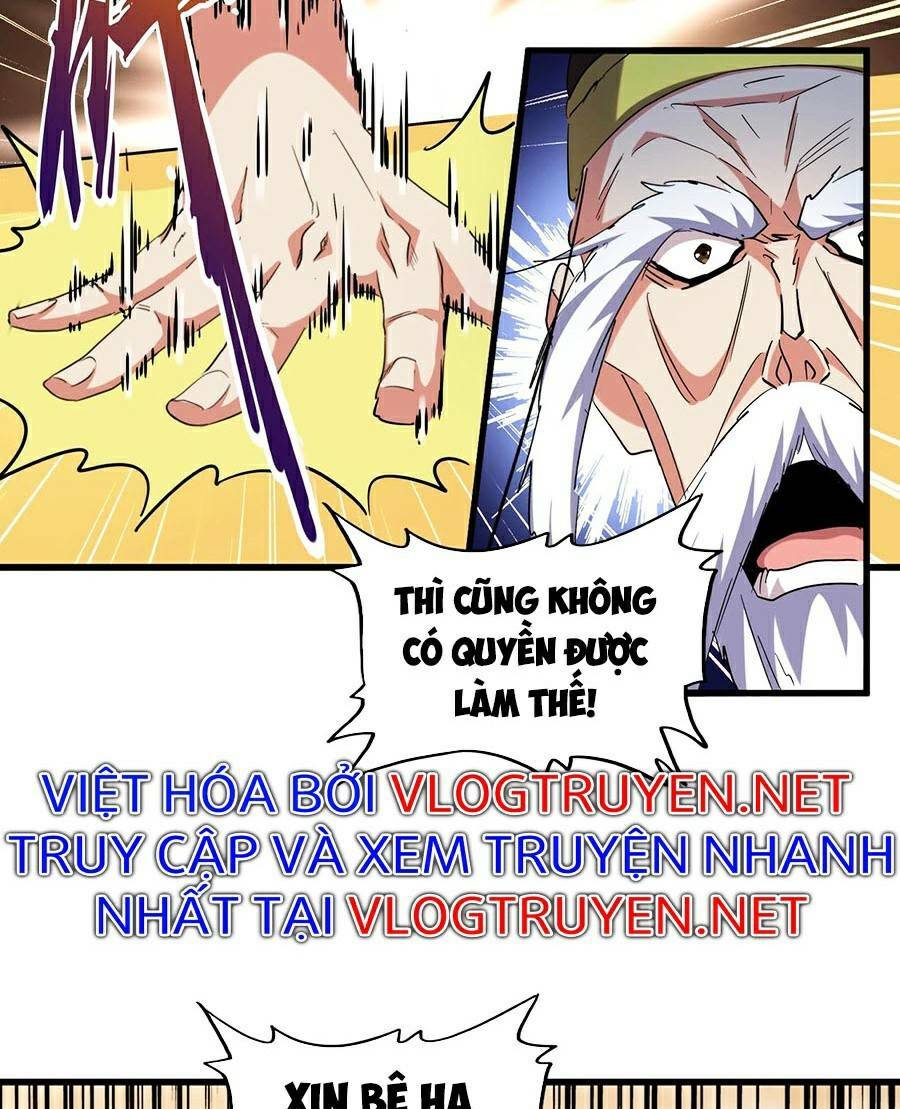 THÌ CŨNG KHÔNG
CÓ QUYỀN ĐƯỢC
LÀM THẾ!
VIỆT HÓA BỞI VLOGTRUYEN.NET
TRUY CẬP VÀ XEM TRUYỆN NHANH
NHẤT TẠI VLOGTRUYEN.NET
XIN BỆ HẠ